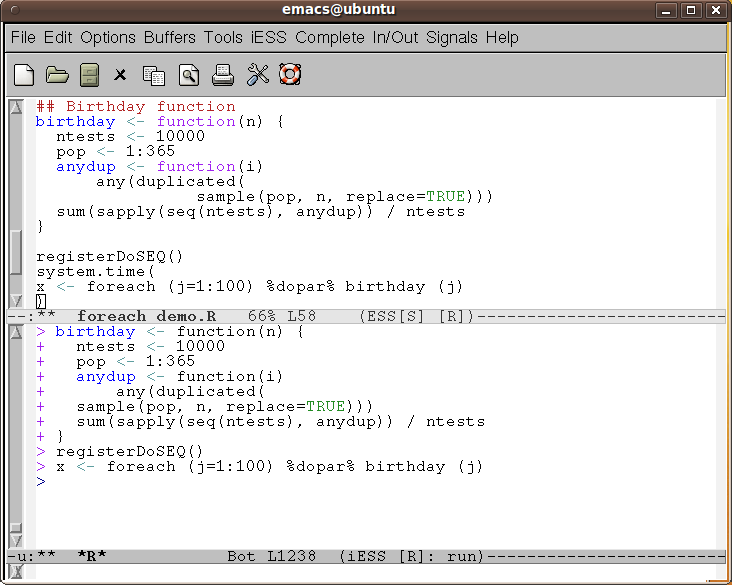 emacs@ubuntu
File Edit Options Buffers Tools iESS Complete In/Out Signals Help
## Birthday function
birthday <- function(n) {
  ntests <- 10000
  pop <- 1:365
  anydup <- function(i)
      any(duplicated(
                sample(pop, n, replace=TRUE)))
  sum(sapply(seq(ntests), anydup)) / ntests
}

registerDoSEQ()
system.time(
x <- foreach (j=1:100) %dopar% birthday (j)
)
--:**  foreach demo.R   66% L58    (ESS[S] [R])-------------------------
> birthday <- function(n) {
+   ntests <- 10000
+   pop <- 1:365
+   anydup <- function(i)
+       any(duplicated(
+   sample(pop, n, replace=TRUE)))
+   sum(sapply(seq(ntests), anydup)) / ntests
+ }
> registerDoSEQ()
> x <- foreach (j=1:100) %dopar% birthday (j)
>
-u:**  *R*            Bot L1238  (iESS [R]: run)------------------------